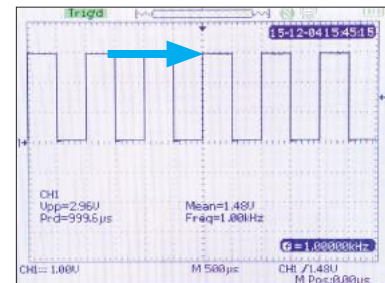 Trig'd
15-12-04 15:45:15
CH1
Vpp=2.96V Mean=1.48V
Prd=999.6µs Freq=1.00kHz
=1.00000kHz
CH1 1.00V M 500µs CH1 /1.48V
M Pos:0.00µs